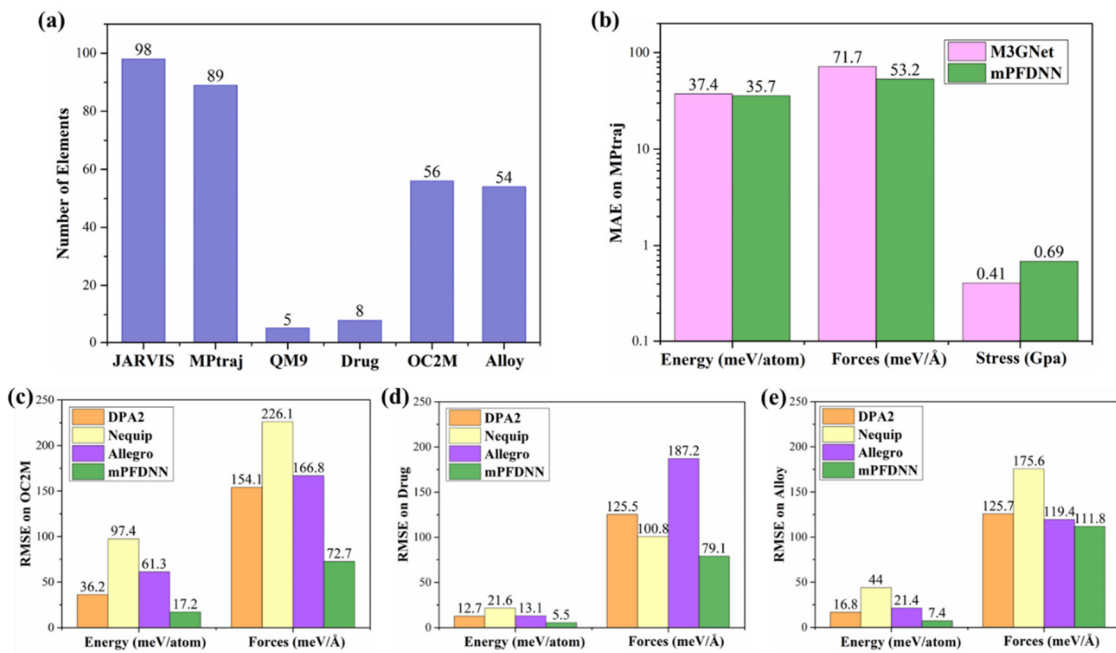 (a)
Number of Elements
100
80
60
40
20
0
98
89
5
8
56
54
JARVIS MPtraj QM9 Drug OC2M Alloy
(b)
MAE on MPtraj
100
10
1
0.1
M3GNet
mPFDNN
37.4
35.7
71.7
53.2
0.41
0.69
Energy (meV/atom) Forces (meV/Å) Stress (Gpa)
(c)
RMSE on OC2M
250
200
150
100
50
0
DPA2
Nequip
Allegro
mPFDNN
36.2
97.4
61.3
17.2
154.1
226.1
166.8
72.7
Energy (meV/atom) Forces (meV/Å)
(d)
RMSE on Drug
250
200
150
100
50
0
DPA2
Nequip
Allegro
mPFDNN
12.7
21.6
13.1
5.5
125.5
100.8
187.2
79.1
Energy (meV/atom) Forces (meV/Å)
(e)
RMSE on Alloy
250
200
150
100
50
0
DPA2
Nequip
Allegro
mPFDNN
16.8
44
21.4
7.4
125.7
175.6
119.4
111.8
Energy (meV/atom) Forces (meV/Å)